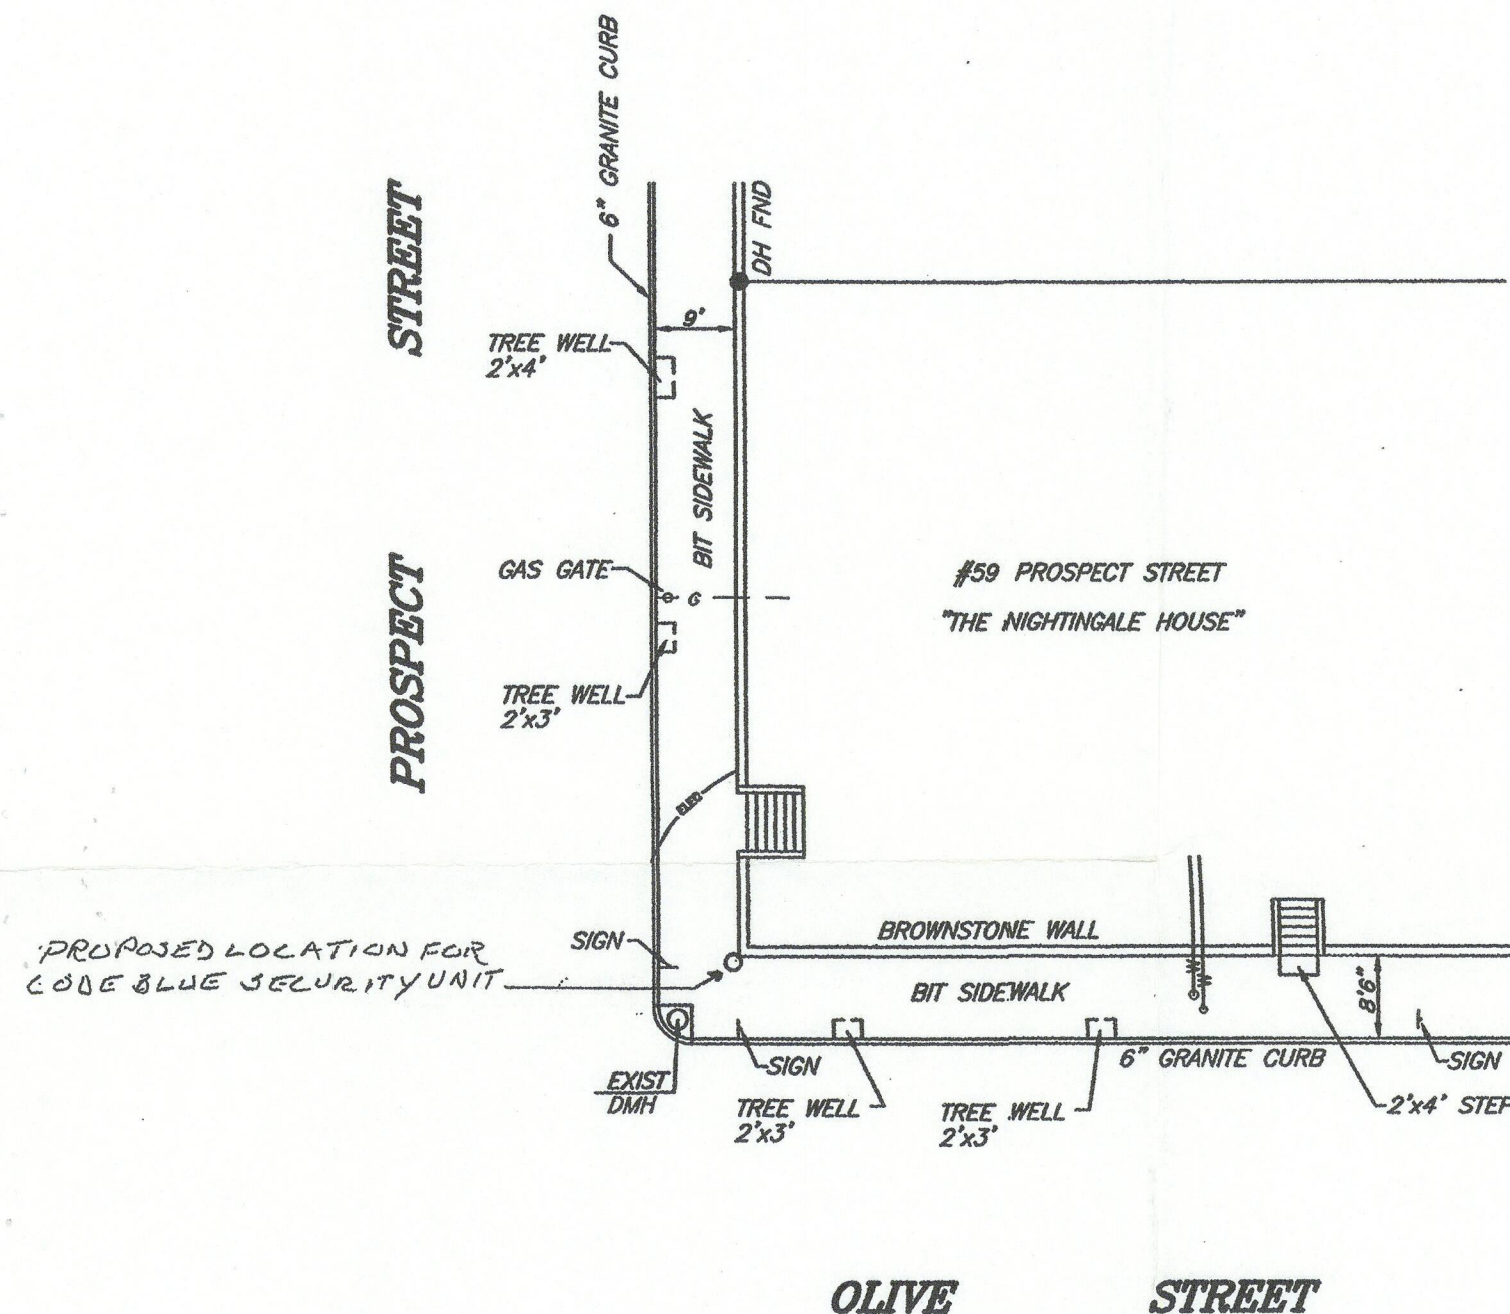 6" GRANITE CURB
DH FND
STREET
9'
TREE WELL
2'x4'
BIT SIDEWALK
GAS GATE
G
#59 PROSPECT STREET
"THE NIGHTINGALE HOUSE"
PROSPECT
TREE WELL
2'x3'
ELEC
PROPOSED LOCATION FOR
CODE BLUE SECURITY UNIT
SIGN
BROWNSTONE WALL
BIT SIDEWALK
8'6"
EXIST
DMH
SIGN
6" GRANITE CURB
SIGN
TREE WELL
2'x3'
TREE WELL
2'x3'
2'x4' STEP
OLIVE STREET